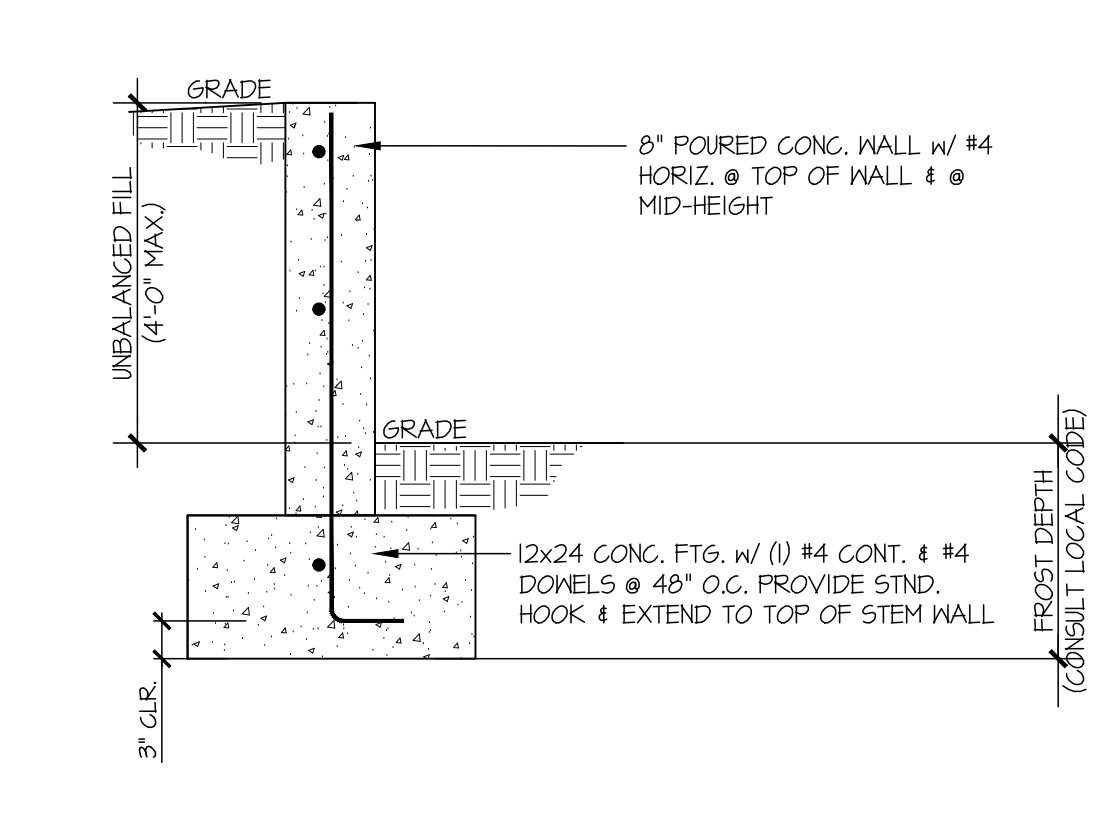 GRADE
8" POURED CONC. WALL w/ #4
HORIZ. @ TOP OF WALL & @
MID-HEIGHT
UNBALANCED FILL
(4'-0" MAX.)
GRADE
12x24 CONC. FTG. w/ (1) #4 CONT. & #4
DOWELS @ 48" O.C. PROVIDE STND.
HOOK & EXTEND TO TOP OF STEM WALL
FROST DEPTH
(CONSULT LOCAL CODE)
3" CLR.